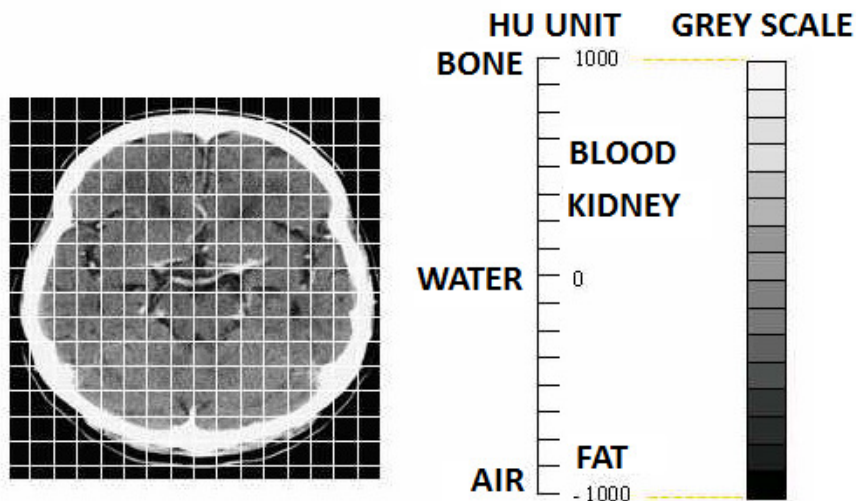 HU UNIT GREY SCALE
BONE 1000
BLOOD
KIDNEY
WATER 0
FAT
AIR -1000